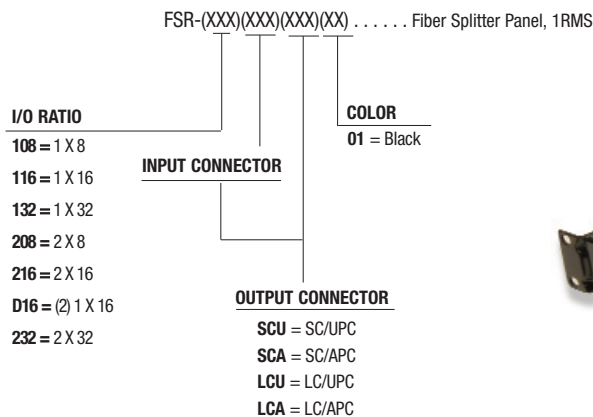 FSR-(XXX)(XXX)(XXX)(XX) . . . . . . Fiber Splitter Panel, 1RMS
I/O RATIO
108 = 1 X 8
116 = 1 X 16
132 = 1 X 32
208 = 2 X 8
216 = 2 X 16
D16 = (2) 1 X 16
232 = 2 X 32
INPUT CONNECTOR
COLOR
01 = Black
OUTPUT CONNECTOR
SCU = SC/UPC
SCA = SC/APC
LCU = LC/UPC
LCA = LC/APC